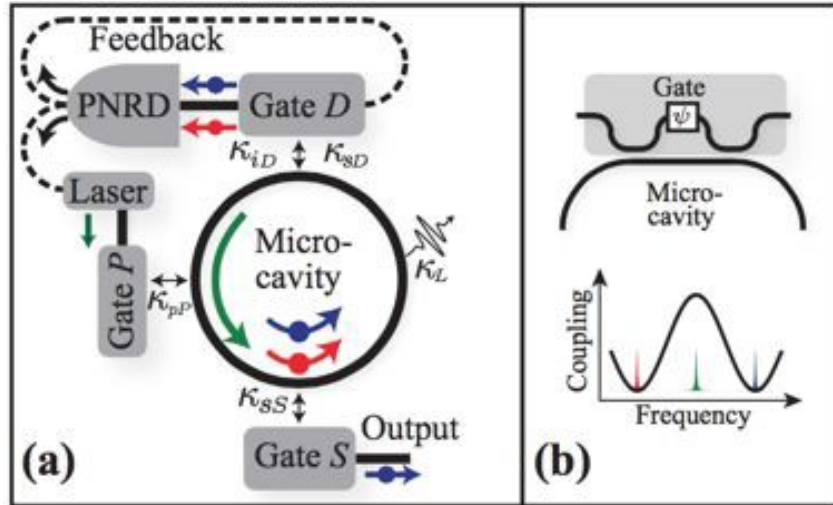 Feedback
PNRD
Gate D
κiD
κsD
Laser
Gate P
κpP
Micro-
cavity
κL
κsS
Gate S
Output
(a)
Gate
ψ
Micro-
cavity
Coupling
Frequency
(b)